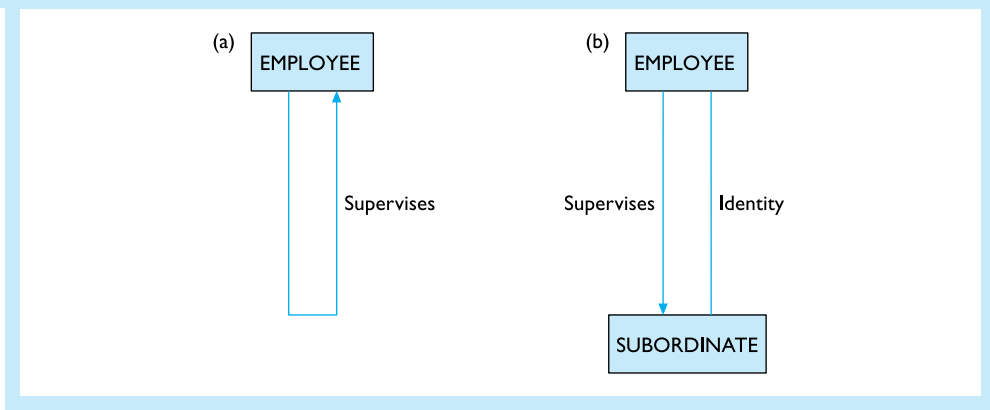 (a)
EMPLOYEE
Supervises
(b)
EMPLOYEE
Supervises
Identity
SUBORDINATE